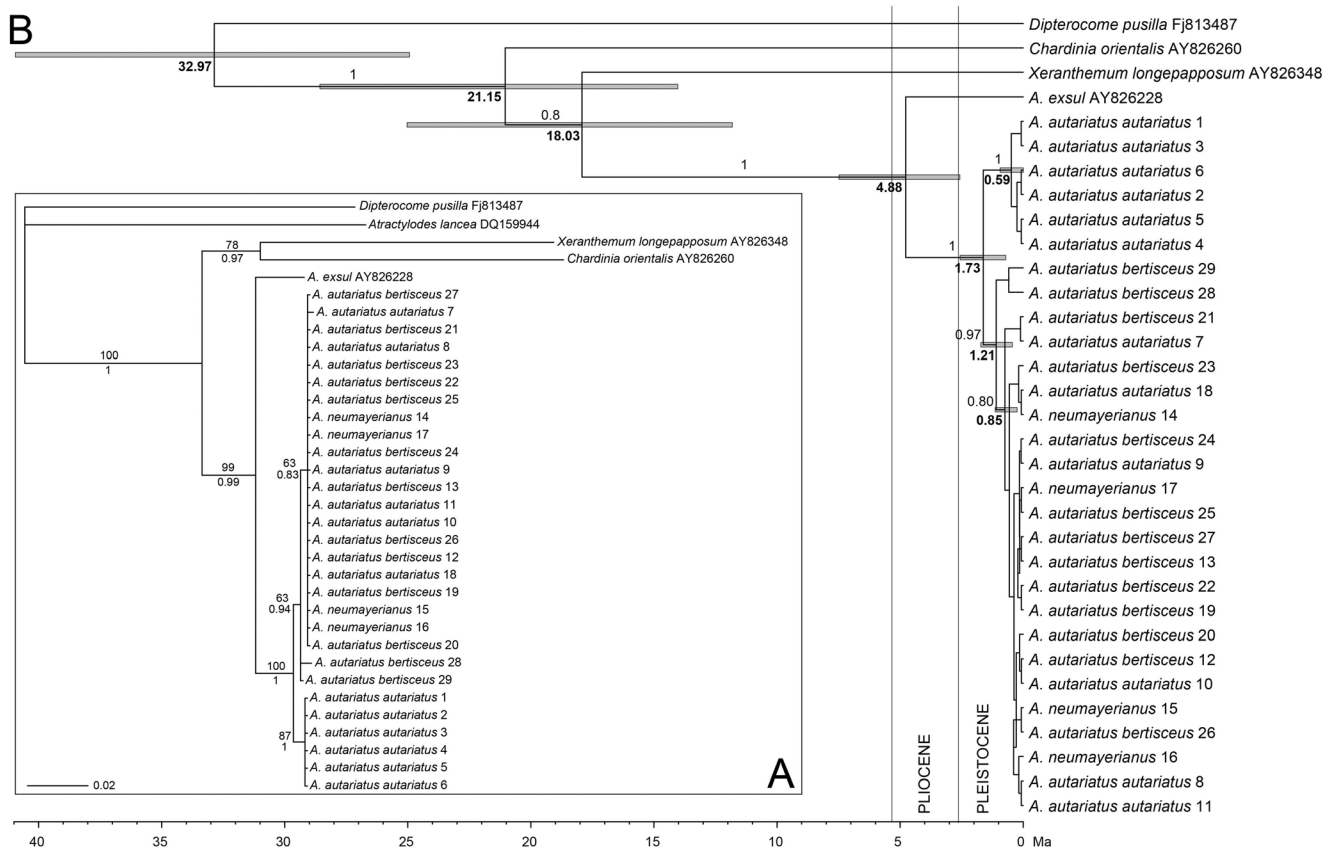 B
Dipterocome pusilla Fj813487
Chardinia orientalis AY826260
Xeranthemum longepapposum AY826348
A. exsul AY826228
A. autariatus autariatus 1
A. autariatus autariatus 3
A. autariatus autariatus 6
A. autariatus autariatus 2
A. autariatus autariatus 5
A. autariatus autariatus 4
A. autariatus bertisceus 29
A. autariatus bertisceus 28
A. autariatus bertisceus 21
A. autariatus autariatus 7
A. autariatus bertisceus 23
A. autariatus autariatus 18
A. neumayerianus 14
A. autariatus bertisceus 24
A. autariatus autariatus 9
A. neumayerianus 17
A. autariatus bertisceus 25
A. autariatus bertisceus 27
A. autariatus bertisceus 13
A. autariatus bertisceus 22
A. autariatus bertisceus 19
A. autariatus bertisceus 20
A. autariatus bertisceus 12
A. autariatus autariatus 10
A. neumayerianus 15
A. autariatus bertisceus 26
A. neumayerianus 16
A. autariatus autariatus 8
A. autariatus autariatus 11
32.97
1
21.15
0.8
18.03
1
4.88
1
0.59
1
1.73
0.97
1.21
0.80
0.85
PLIOCENE
PLEISTOCENE
Dipterocome pusilla Fj813487
Atractylodes lancea DQ159944
Xeranthemum longepapposum AY826348
Chardinia orientalis AY826260
A. exsul AY826228
A. autariatus bertisceus 27
A. autariatus autariatus 7
A. autariatus bertisceus 21
A. autariatus autariatus 8
A. autariatus bertisceus 23
A. autariatus bertisceus 22
A. autariatus bertisceus 25
A. neumayerianus 14
A. neumayerianus 17
A. autariatus bertisceus 24
A. autariatus autariatus 9
A. autariatus bertisceus 13
A. autariatus autariatus 11
A. autariatus autariatus 10
A. autariatus bertisceus 26
A. autariatus bertisceus 12
A. autariatus autariatus 18
A. autariatus bertisceus 19
A. neumayerianus 15
A. neumayerianus 16
A. autariatus bertisceus 20
A. autariatus bertisceus 28
A. autariatus bertisceus 29
A. autariatus autariatus 1
A. autariatus autariatus 2
A. autariatus autariatus 3
A. autariatus autariatus 4
A. autariatus autariatus 5
A. autariatus autariatus 6
78
0.97
100
1
99
0.99
63
0.83
63
0.94
100
1
87
1
0.02
A
40 35 30 25 20 15 10 5 0 Ma